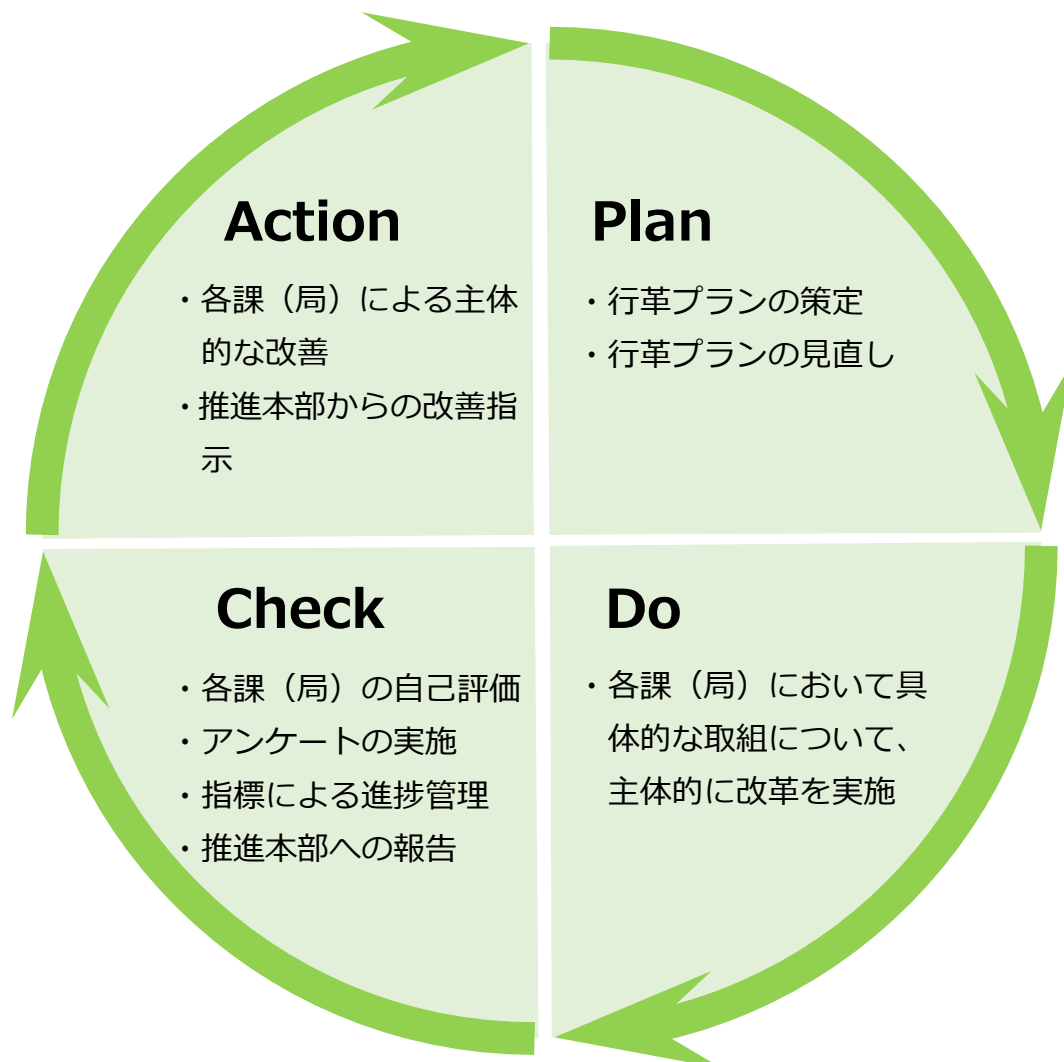 Action
・各課（局）による主体
的な改善
・推進本部からの改善指
示
Plan
・行革プランの策定
・行革プランの見直し
Check
・各課（局）の自己評価
・アンケートの実施
・指標による進捗管理
・推進本部への報告
Do
・各課（局）において具
体的な取組について、
主体的に改革を実施